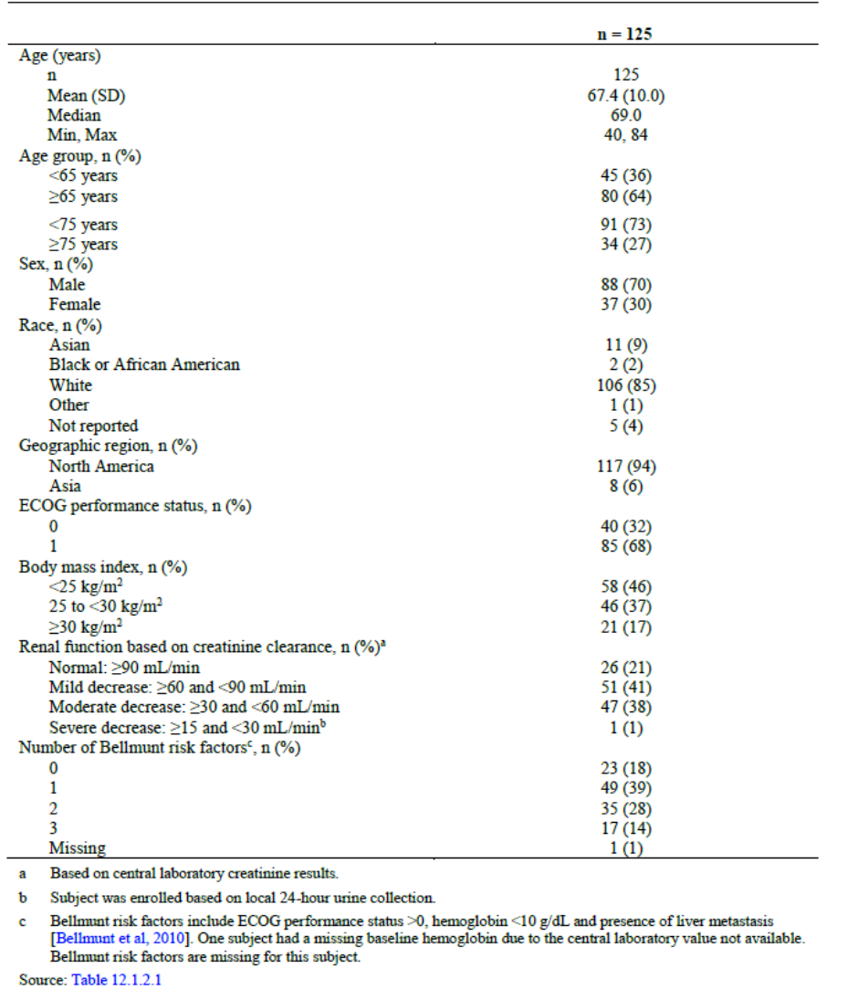 n = 125
Age (years)
n 125
Mean (SD) 67.4 (10.0)
Median 69.0
Min, Max 40, 84
Age group, n (%)
<65 years 45 (36)
≥65 years 80 (64)
<75 years 91 (73)
≥75 years 34 (27)
Sex, n (%)
Male 88 (70)
Female 37 (30)
Race, n (%)
Asian 11 (9)
Black or African American 2 (2)
White 106 (85)
Other 1 (1)
Not reported 5 (4)
Geographic region, n (%)
North America 117 (94)
Asia 8 (6)
ECOG performance status, n (%)
0 40 (32)
1 85 (68)
Body mass index, n (%)
<25 kg/m² 58 (46)
25 to <30 kg/m² 46 (37)
≥30 kg/m² 21 (17)
Renal function based on creatinine clearance, n (%)ᵃ
Normal: ≥90 mL/min 26 (21)
Mild decrease: ≥60 and <90 mL/min 51 (41)
Moderate decrease: ≥30 and <60 mL/min 47 (38)
Severe decrease: ≥15 and <30 mL/minᵇ 1 (1)
Number of Bellmunt risk factorsᶜ, n (%)
0 23 (18)
1 49 (39)
2 35 (28)
3 17 (14)
Missing 1 (1)
a Based on central laboratory creatinine results.
b Subject was enrolled based on local 24-hour urine collection.
c Bellmunt risk factors include ECOG performance status >0, hemoglobin <10 g/dL and presence of liver metastasis
[Bellmunt et al, 2010]. One subject had a missing baseline hemoglobin due to the central laboratory value not available.
Bellmunt risk factors are missing for this subject.
Source: Table 12.1.2.1